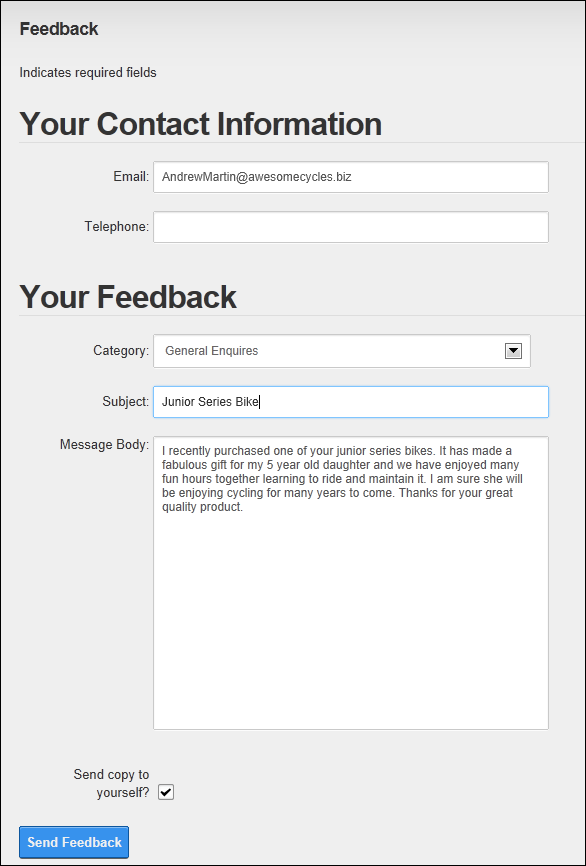 Feedback
Indicates required fields
Your Contact Information
Email: AndrewMartin@awesomecycles.biz
Telephone:
Your Feedback
Category: General Enquires
Subject: Junior Series Bike
Message Body: I recently purchased one of your junior series bikes. It has made a
fabulous gift for my 5 year old daughter and we have enjoyed many
fun hours together learning to ride and maintain it. I am sure she will
be enjoying cycling for many years to come. Thanks for your great
quality product.
Send copy to
yourself?
Send Feedback